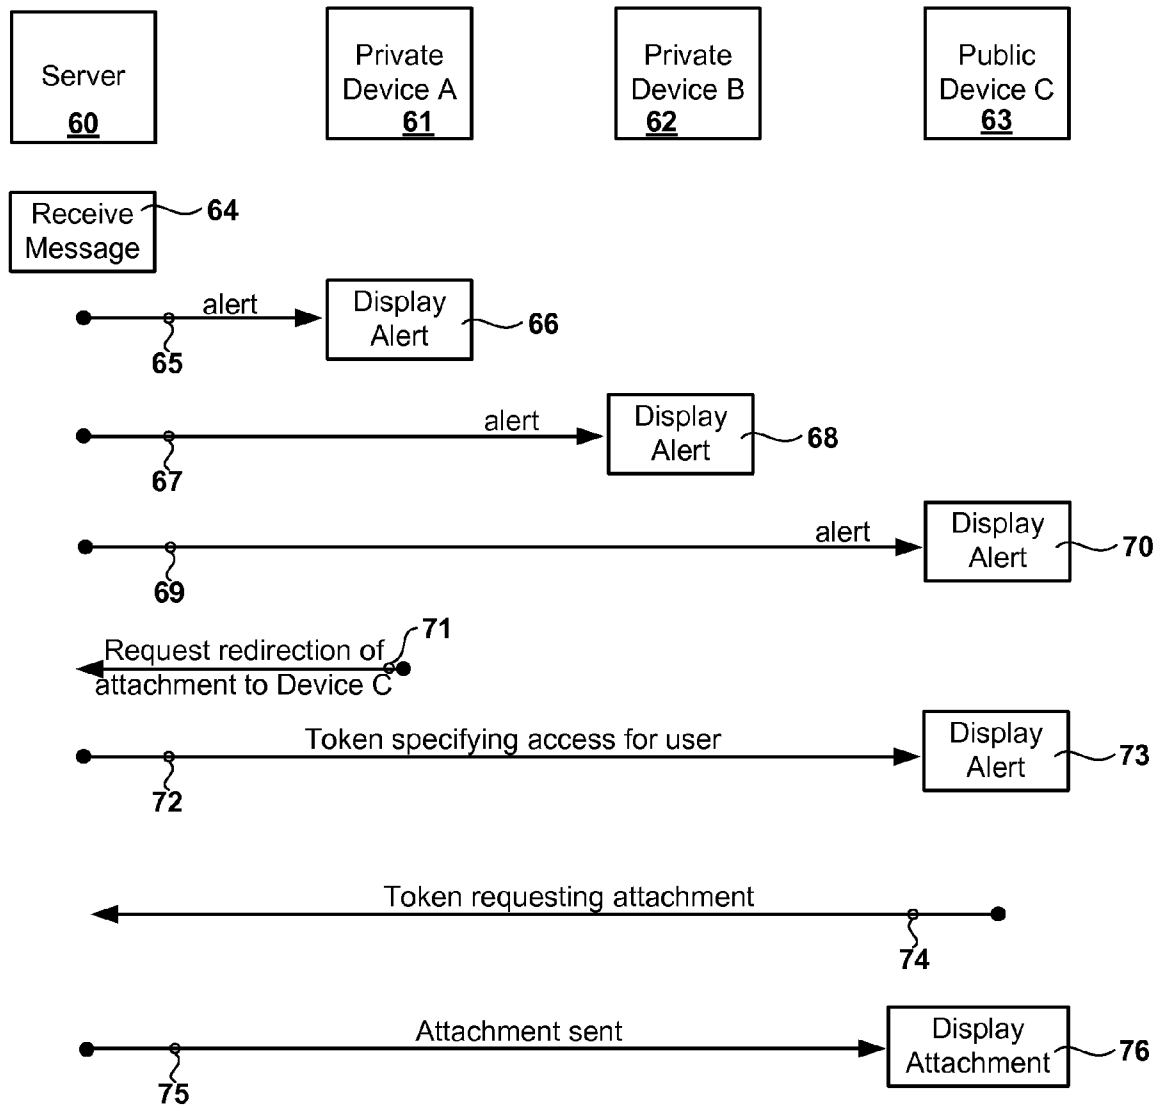 Server
60
Private
Device A
61
Private
Device B
62
Public
Device C
63
Receive
Message
64
alert
65
Display
Alert
66
alert
67
Display
Alert
68
alert
69
Display
Alert
70
Request redirection of
attachment to Device C
71
Token specifying access for user
72
Display
Alert
73
Token requesting attachment
74
Attachment sent
75
Display
Attachment
76